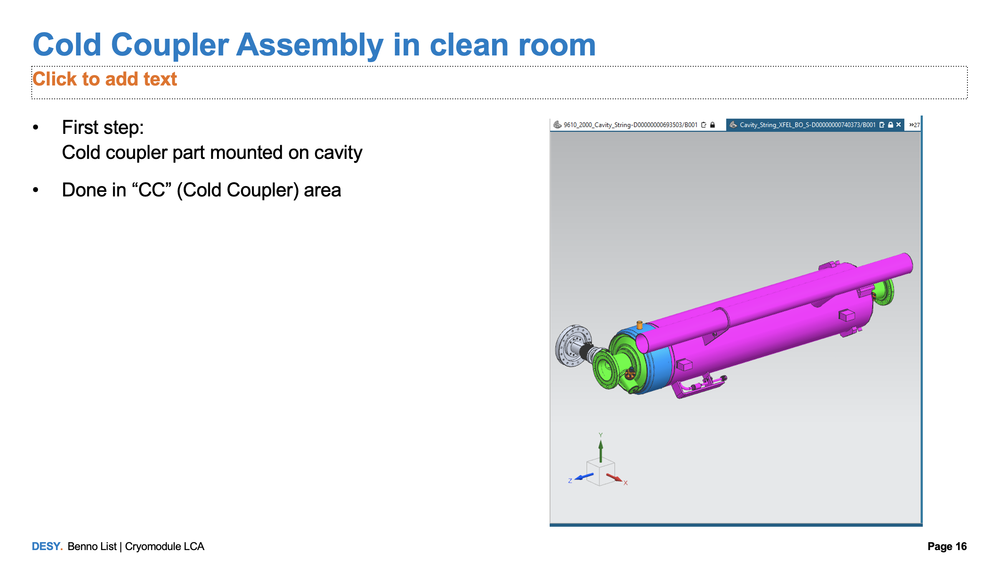 Cold Coupler Assembly in clean room
Click to add text
• First step:
Cold coupler part mounted on cavity
• Done in “CC” (Cold Coupler) area
9610_2000_Cavity_String-D00000000693503/B001
Cavity_String_XFEL_BO_S-D00000000740373/B001
»27
Y
Z
X
DESY. Benno List | Cryomodule LCA
Page 16